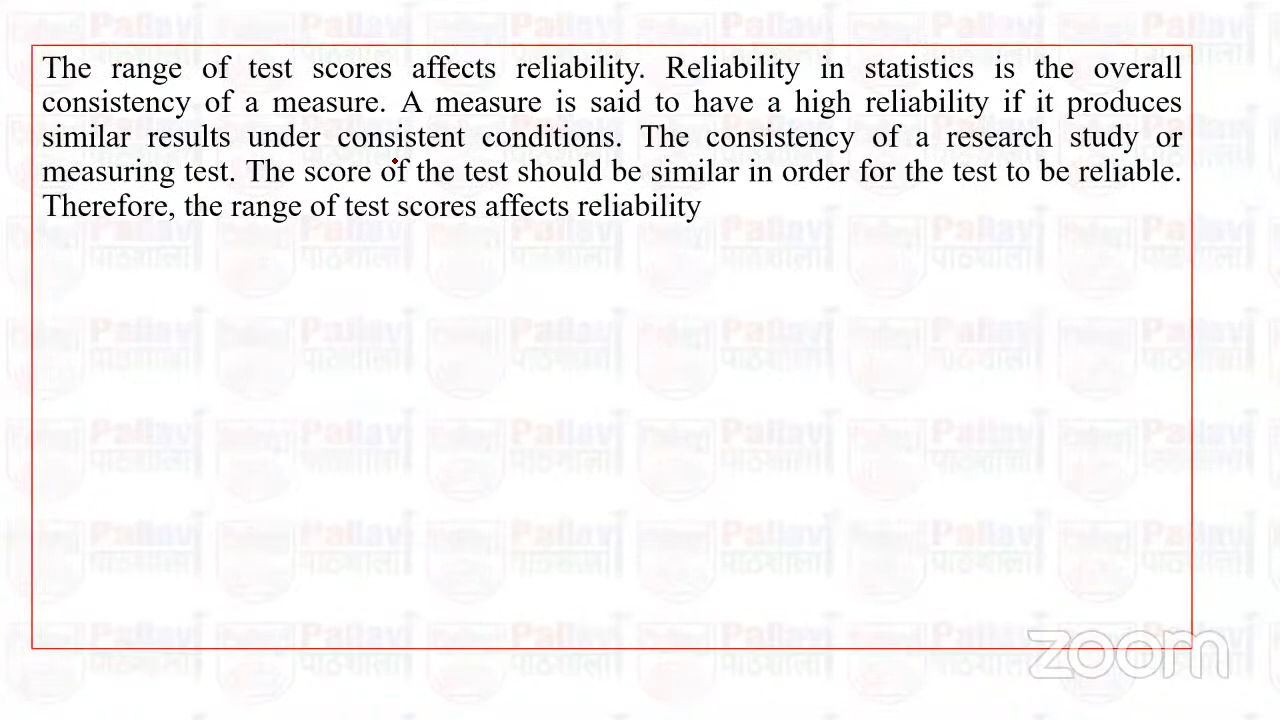 The range of test scores affects reliability. Reliability in statistics is the overall
consistency of a measure. A measure is said to have a high reliability if it produces
similar results under consistent conditions. The consistency of a research study or
measuring test. The score of the test should be similar in order for the test to be reliable.
Therefore, the range of test scores affects reliability
Pallav पाठशाला
zoom